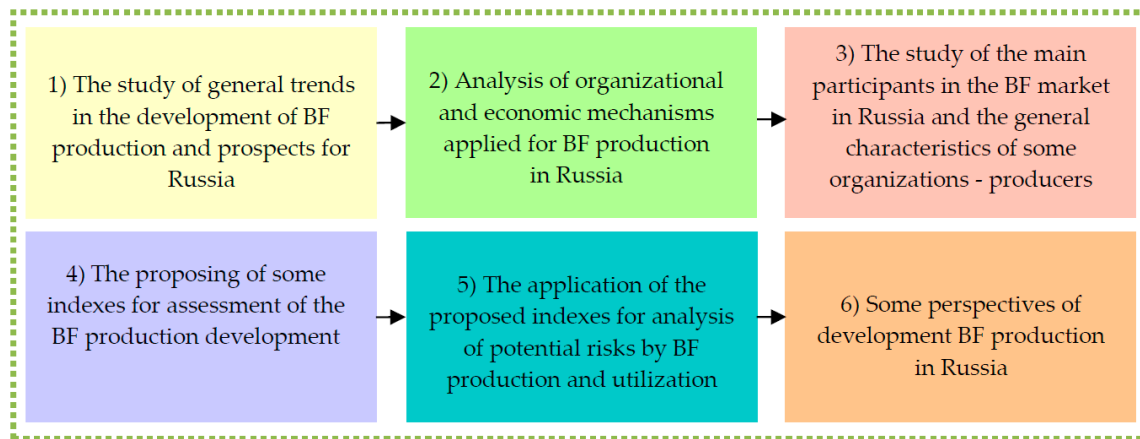 1) The study of general trends
in the development of BF
production and prospects for
Russia
2) Analysis of organizational
and economic mechanisms
applied for BF production
in Russia
3) The study of the main
participants in the BF market
in Russia and the general
characteristics of some
organizations - producers
4) The proposing of some
indexes for assessment of the
BF production development
5) The application of the
proposed indexes for analysis
of potential risks by BF
production and utilization
6) Some perspectives of
development BF production
in Russia